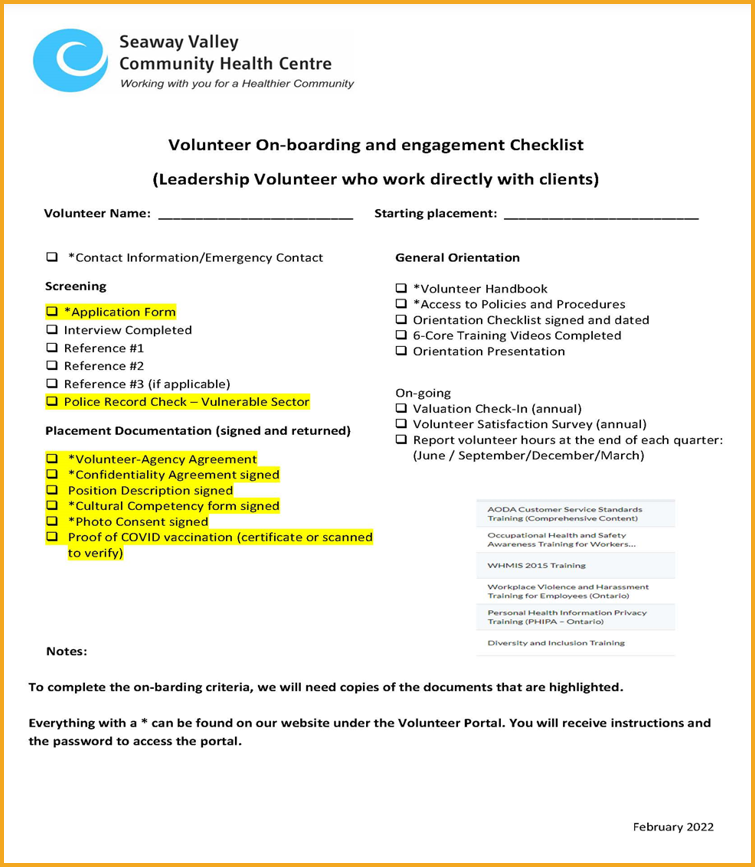 Seaway Valley
Community Health Centre
Working with you for a Healthier Community
Volunteer On-boarding and engagement Checklist
(Leadership Volunteer who work directly with clients)
Volunteer Name: ___________________________ Starting placement: ___________________________
❑ *Contact Information/Emergency Contact
Screening
❑ *Application Form
❑ Interview Completed
❑ Reference #1
❑ Reference #2
❑ Reference #3 (if applicable)
❑ Police Record Check – Vulnerable Sector
Placement Documentation (signed and returned)
❑ *Volunteer-Agency Agreement
❑ *Confidentiality Agreement signed
❑ Position Description signed
❑ *Cultural Competency form signed
❑ *Photo Consent signed
❑ Proof of COVID vaccination (certificate or scanned
to verify)
General Orientation
❑ *Volunteer Handbook
❑ *Access to Policies and Procedures
❑ Orientation Checklist signed and dated
❑ 6-Core Training Videos Completed
❑ Orientation Presentation
On-going
❑ Valuation Check-In (annual)
❑ Volunteer Satisfaction Survey (annual)
❑ Report volunteer hours at the end of each quarter:
(June / September/December/March)
AODA Customer Service Standards
Training (Comprehensive Content)
Occupational Health and Safety
Awareness Training for Workers...
WHMIS 2015 Training
Workplace Violence and Harassment
Training for Employees (Ontario)
Personal Health Information Privacy
Training (PHIPA – Ontario)
Diversity and Inclusion Training
Notes:
To complete the on-barding criteria, we will need copies of the documents that are highlighted.
Everything with a * can be found on our website under the Volunteer Portal. You will receive instructions and
the password to access the portal.
February 2022